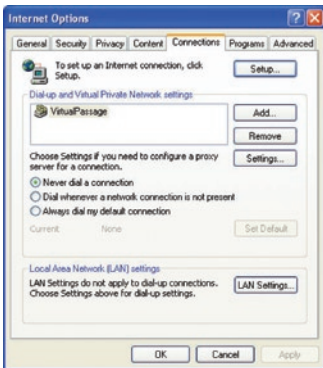 Internet Options
General Security Privacy Content Connections Programs Advanced
To set up an Internet connection, click
Setup.
Setup...
Dial-up and Virtual Private Network settings
VirtualPassage
Add...
Remove
Choose Settings if you need to configure a proxy
server for a connection.
Settings...
Never dial a connection
Dial whenever a network connection is not present
Always dial my default connection
Current None
Set Default
Local Area Network (LAN) settings
LAN Settings do not apply to dial-up connections.
Choose Settings above for dial-up settings.
LAN Settings...
OK Cancel Apply